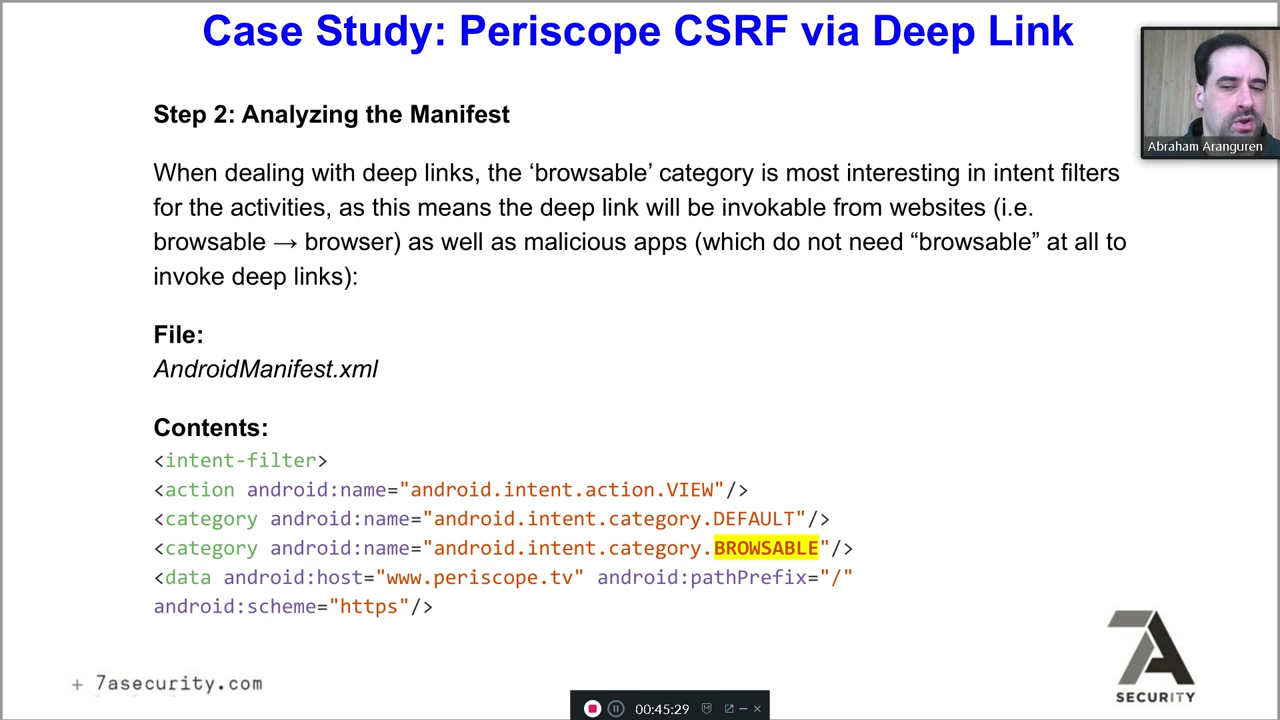 Case Study: Periscope CSRF via Deep Link
Abraham Aranguren
Step 2: Analyzing the Manifest
When dealing with deep links, the ‘browsable’ category is most interesting in intent filters
for the activities, as this means the deep link will be invokable from websites (i.e.
browsable → browser) as well as malicious apps (which do not need “browsable” at all to
invoke deep links):
File:
AndroidManifest.xml
Contents:
<intent-filter>
<action android:name="android.intent.action.VIEW"/>
<category android:name="android.intent.category.DEFAULT"/>
<category android:name="android.intent.category.BROWSABLE"/>
<data android:host="www.periscope.tv" android:pathPrefix="/"
android:scheme="https"/>
+ 7asecurity.com
7A
SECURITY
00:45:29